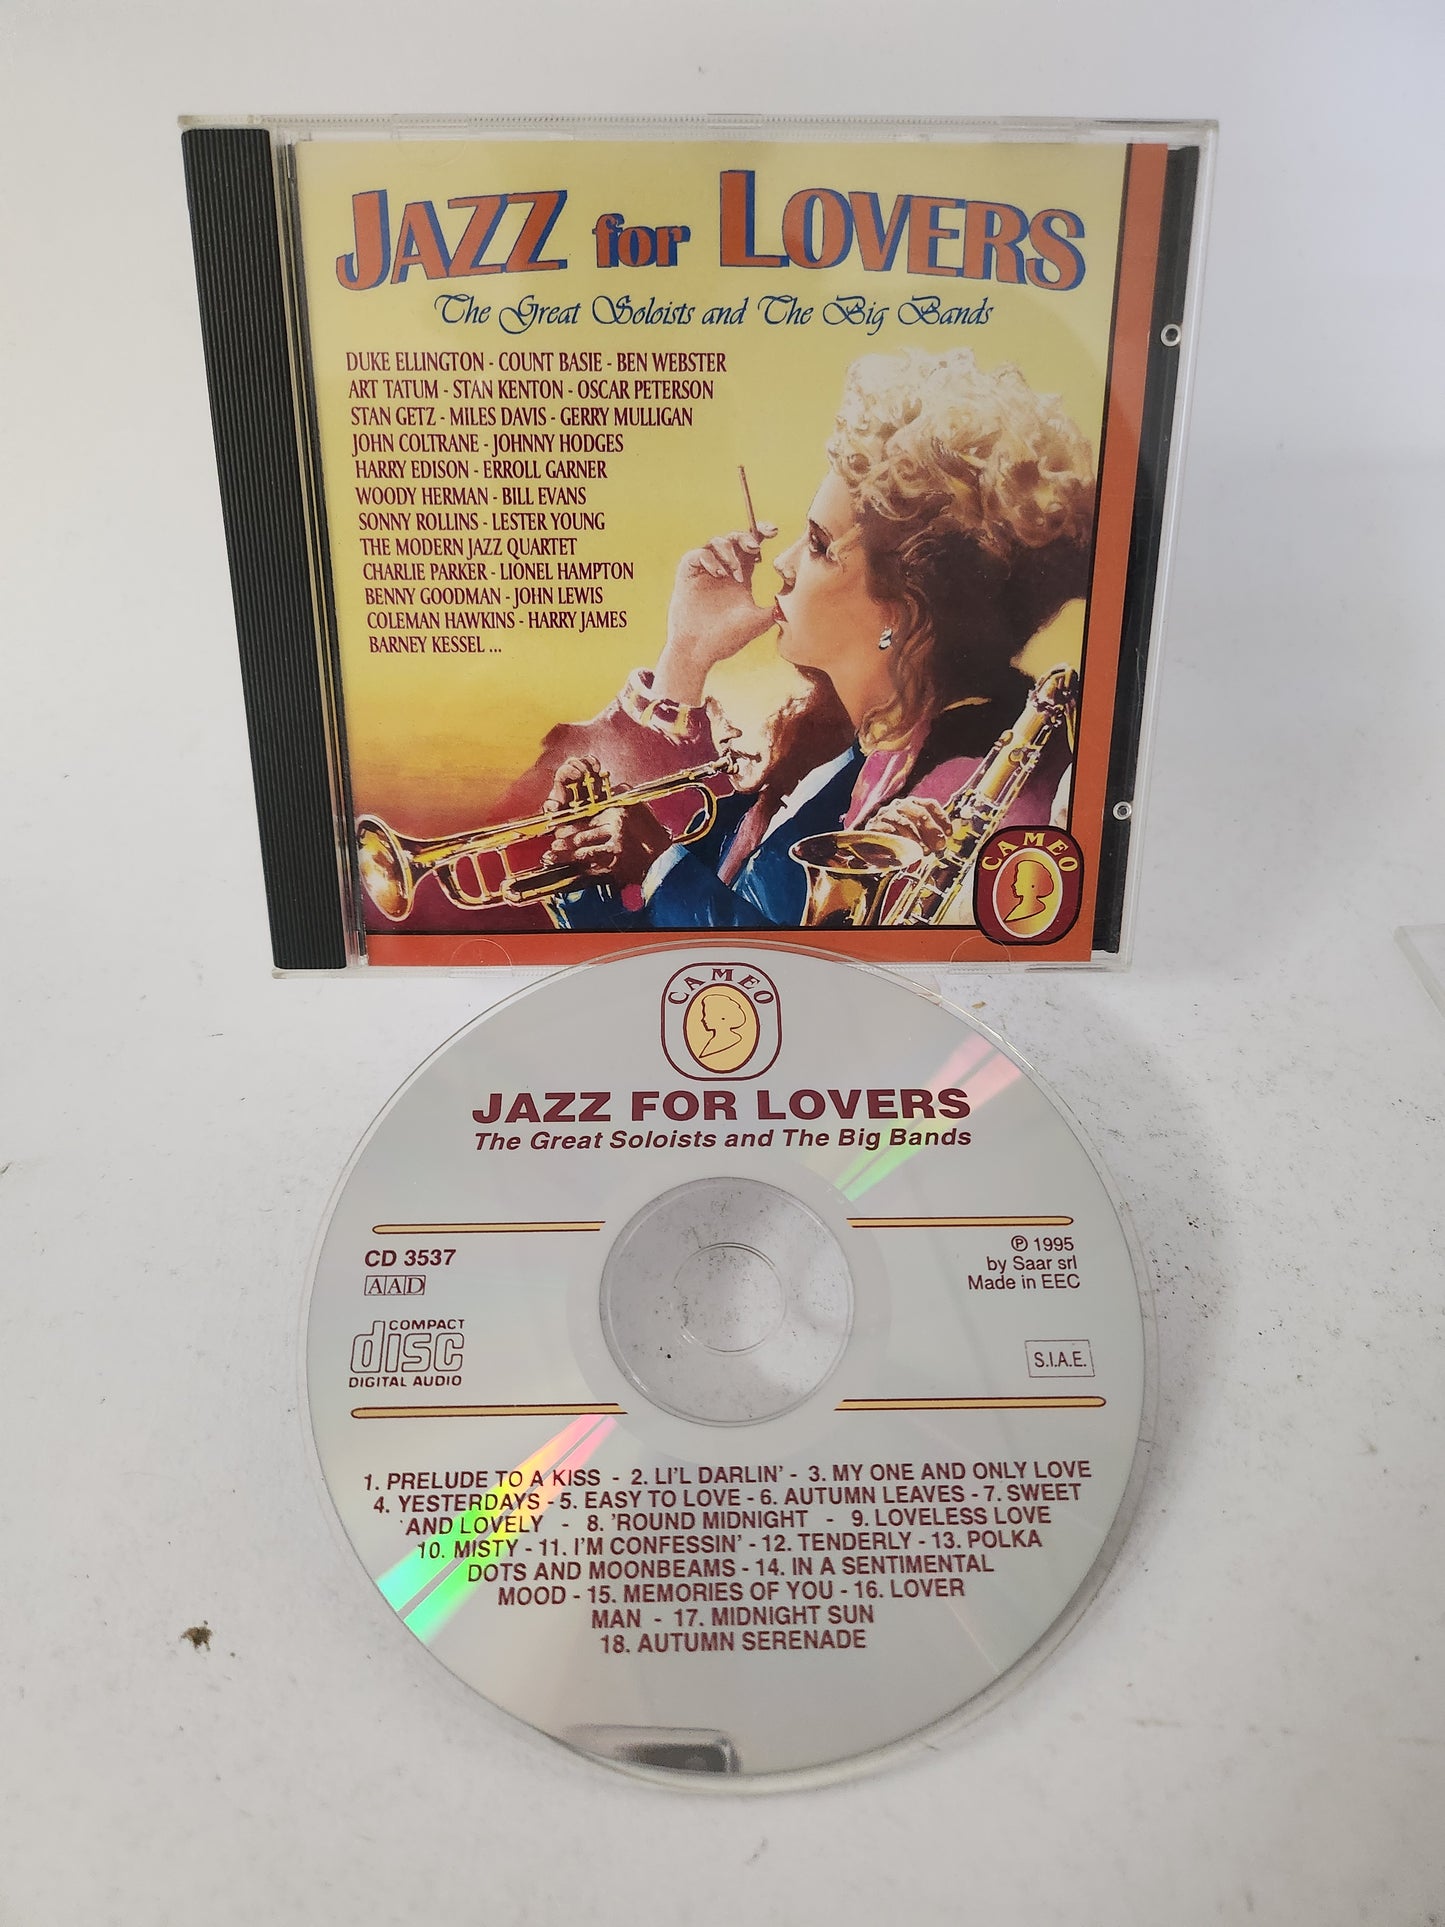 JAZZ for LOVERS
The Great Soloists and The Big Bands
DUKE ELLINGTON - COUNT BASIE - BEN WEBSTER
ART TATUM - STAN KENTON - OSCAR PETERSON
STAN GETZ - MILES DAVIS - GERRY MULLIGAN
JOHN COLTRANE - JOHNNY HODGES
HARRY EDISON - ERROLL GARNER
WOODY HERMAN - BILL EVANS
SONNY ROLLINS - LESTER YOUNG
THE MODERN JAZZ QUARTET
CHARLIE PARKER - LIONEL HAMPTON
BENNY GOODMAN - JOHN LEWIS
COLEMAN HAWKINS - HARRY JAMES
BARNEY KESSEL ...
CAMEO
CAMEO
JAZZ FOR LOVERS
The Great Soloists and The Big Bands
CD 3537
AAD
COMPACT
disc
DIGITAL AUDIO
℗ 1995
by Saar srl
Made in EEC
S.I.A.E.
1. PRELUDE TO A KISS - 2. LI'L DARLIN' - 3. MY ONE AND ONLY LOVE
4. YESTERDAYS - 5. EASY TO LOVE - 6. AUTUMN LEAVES - 7. SWEET
AND LOVELY - 8. 'ROUND MIDNIGHT - 9. LOVELESS LOVE
10. MISTY - 11. I'M CONFESSIN' - 12. TENDERLY - 13. POLKA
DOTS AND MOONBEAMS - 14. IN A SENTIMENTAL
MOOD - 15. MEMORIES OF YOU - 16. LOVER
MAN - 17. MIDNIGHT SUN
18. AUTUMN SERENADE